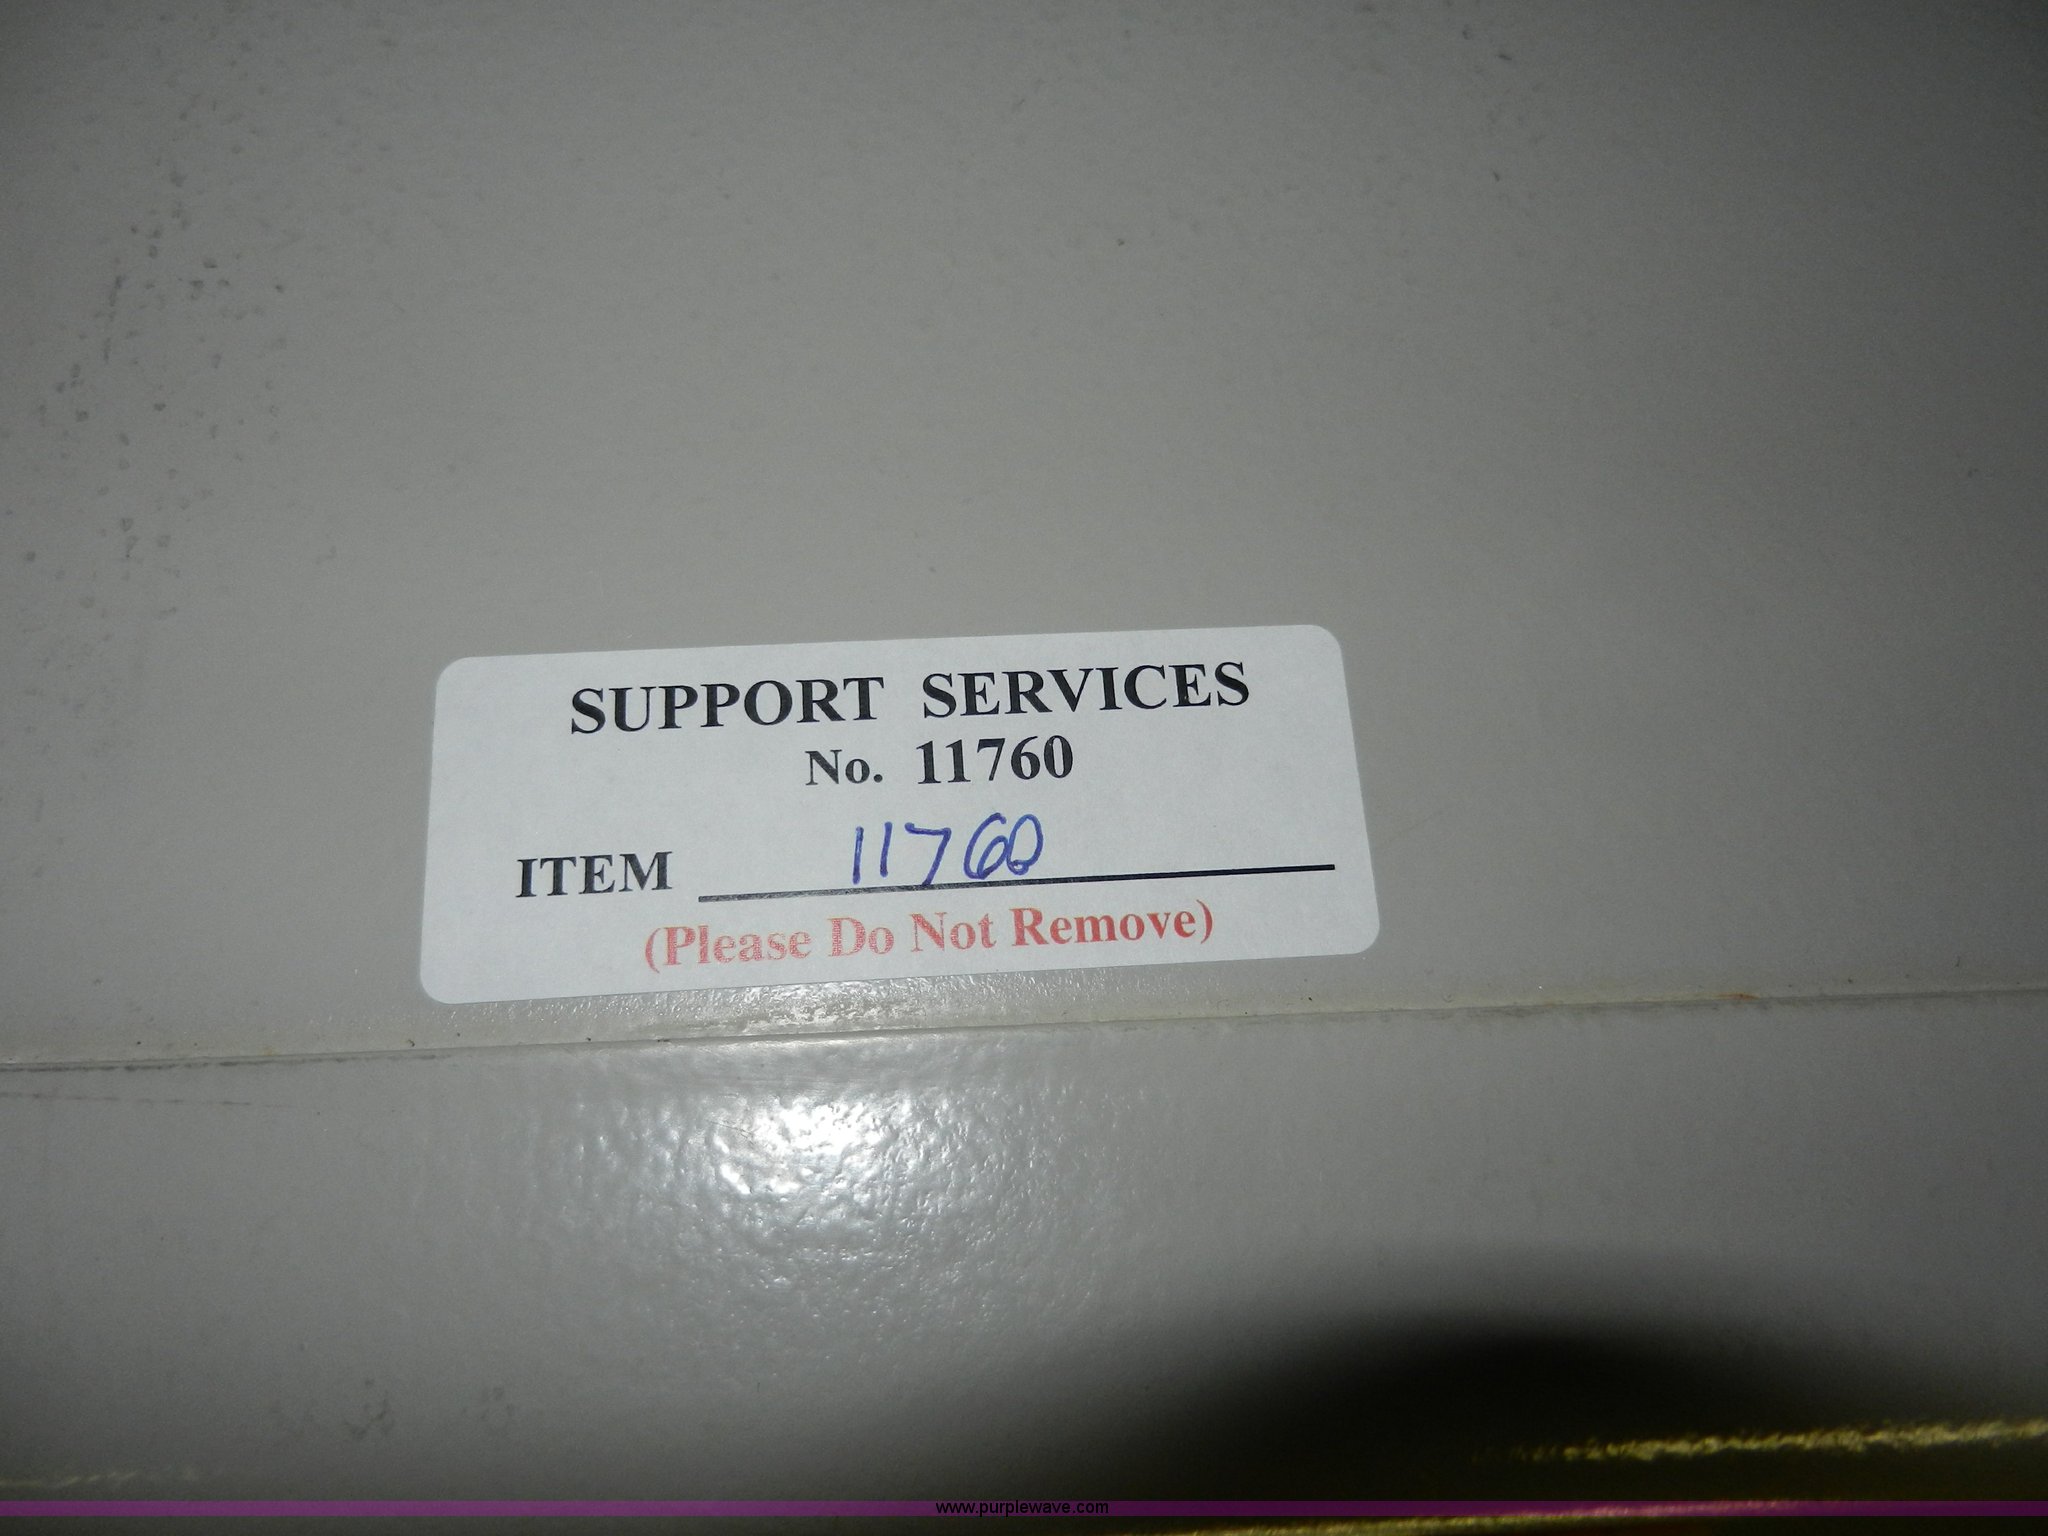 SUPPORT SERVICES
No. 11760
ITEM 11760
(Please Do Not Remove)
www.purplewave.com